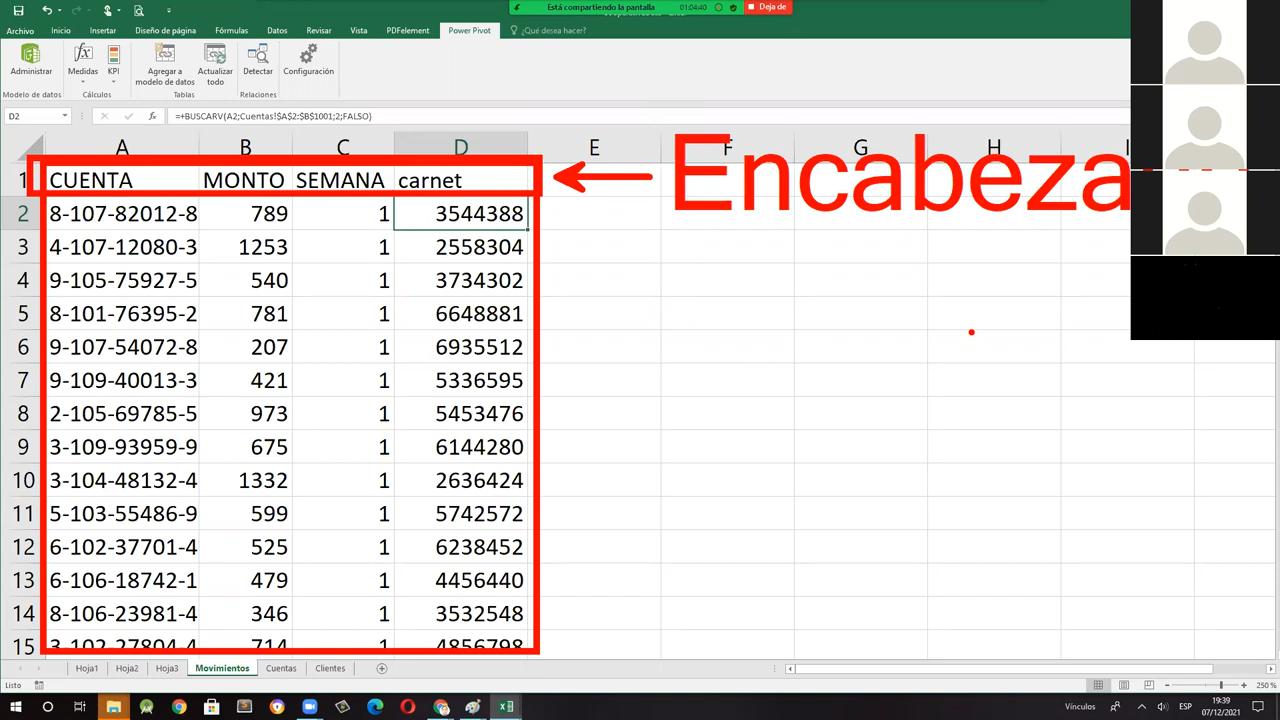 Está compartiendo la pantalla
01:04:40
Deja de
Archivo Inicio Insertar Diseño de página Fórmulas Datos Revisar Vista PDFelement Power Pivot ¿Qué desea hacer?
Administrar Medidas KPI Agregar a modelo de datos Actualizar todo Detectar Configuración
Modelo de datos Cálculos Tablas Relaciones
D2 fx =+BUSCARV(A2;Cuentas!$A$2:$B$1001;2;FALSO)
A B C D E F G H I
1 CUENTA MONTO SEMANA carnet
Encabeza
2 8-107-82012-8 789 1 3544388
3 4-107-12080-3 1253 1 2558304
4 9-105-75927-5 540 1 3734302
5 8-101-76395-2 781 1 6648881
6 9-107-54072-8 207 1 6935512
7 9-109-40013-3 421 1 5336595
8 2-105-69785-5 973 1 5453476
9 3-109-93959-9 675 1 6144280
10 3-104-48132-4 1332 1 2636424
11 5-103-55486-9 599 1 5742572
12 6-102-37701-4 525 1 6238452
13 6-106-18742-1 479 1 4456440
14 8-106-23981-4 346 1 3532548
15 3-102-27804-4 714 1 4856798
Hoja1 Hoja2 Hoja3 Movimientos Cuentas Clientes
Listo 250 %
Vínculos ESP 19:39
07/12/2021